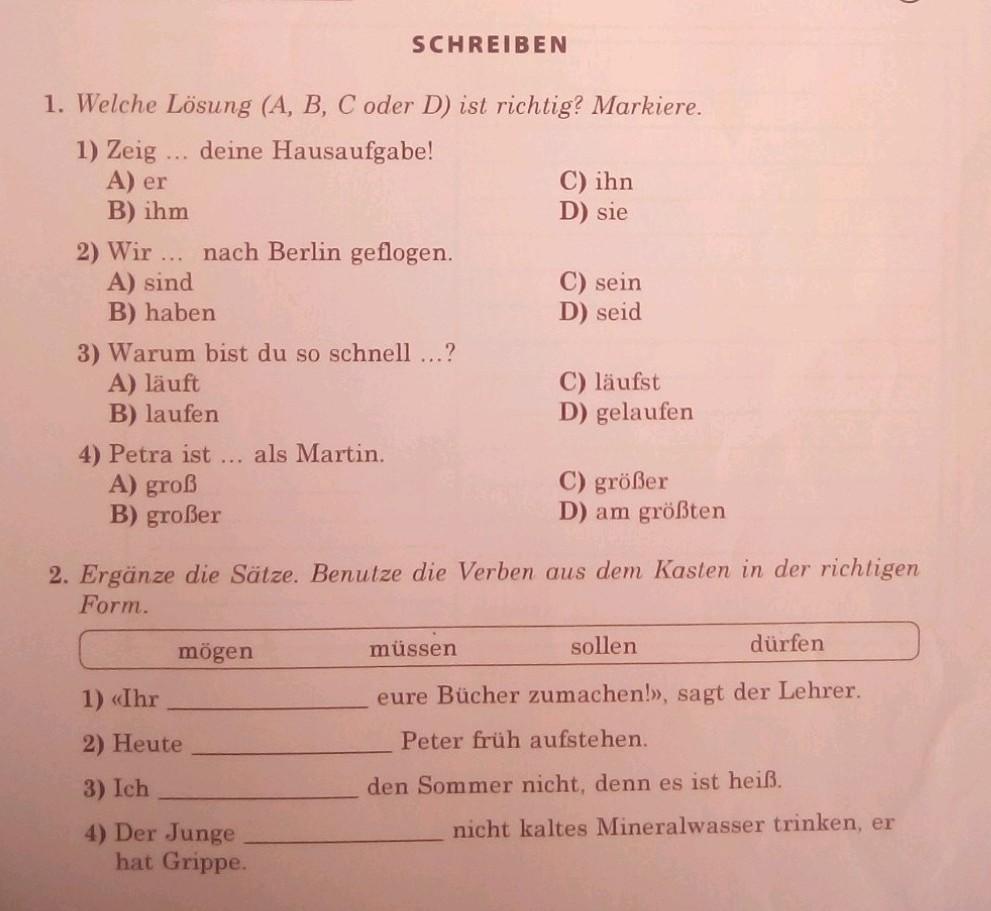 SCHREIBEN
1. Welche Lösung (A, B, C oder D) ist richtig? Markiere.
1) Zeig ... deine Hausaufgabe!
A) er
C) ihn
B) ihm
D) sie
2) Wir ... nach Berlin geflogen.
A) sind
C) sein
B) haben
D) seid
3) Warum bist du so schnell ...?
A) läuft
C) läufst
B) laufen
D) gelaufen
4) Petra ist ... als Martin.
A) groß
C) größer
B) großer
D) am größten
2. Ergänze die Sätze. Benutze die Verben aus dem Kasten in der richtigen
Form.
mögen müssen sollen dürfen
1) «Ihr ______________ eure Bücher zumachen!», sagt der Lehrer.
2) Heute ______________ Peter früh aufstehen.
3) Ich ______________ den Sommer nicht, denn es ist heiß.
4) Der Junge ______________ nicht kaltes Mineralwasser trinken, er
hat Grippe.